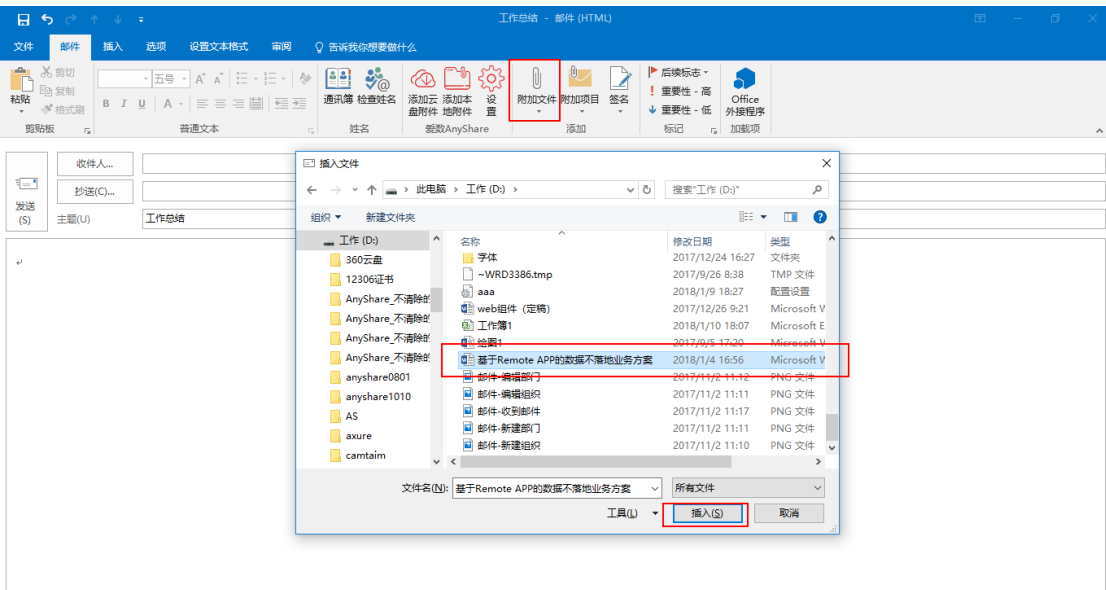 工作总结 - 邮件 (HTML)
文件 邮件 插入 选项 设置文本格式 审阅 告诉我你想要做什么
粘贴
剪切
复制
格式刷
剪贴板
五号
B I U A
普通文本
通讯簿 检查姓名
姓名
添加云盘附件 添加本地附件 设置
爱数AnyShare
附加文件 附加项目 签名
添加
后续标志
重要性 - 高
重要性 - 低
标记
Office
外接程序
加载项
发送
(S)
收件人...
抄送(C)...
主题(U) 工作总结
插入文件
此电脑 › 工作 (D:) › 搜索"工作 (D:)"
组织 新建文件夹
工作 (D:)
360云盘
12306证书
AnyShare_不清除的
AnyShare_不清除的
AnyShare_不清除的
AnyShare_不清除的
anyshare0801
anyshare1010
AS
axure
camtaim
名称 修改日期 类型
字体 2017/12/24 16:27 文件夹
~WRD3386.tmp 2017/9/26 8:38 TMP 文件
aaa 2018/1/9 18:27 配置设置
web组件（定稿） 2017/12/26 9:21 Microsoft W
工作簿1 2018/1/10 18:07 Microsoft E
绘图1 2017/9/5 17:20 Microsoft V
基于Remote APP的数据不落地业务方案 2018/1/4 16:56 Microsoft W
邮件-编辑部门 2017/11/2 11:12 PNG 文件
邮件-编辑组织 2017/11/2 11:11 PNG 文件
邮件-收到邮件 2017/11/2 11:17 PNG 文件
邮件-新建部门 2017/11/2 11:11 PNG 文件
邮件-新建组织 2017/11/2 11:10 PNG 文件
文件名(N): 基于Remote APP的数据不落地业务方案 所有文件
工具(L) 插入(S) 取消